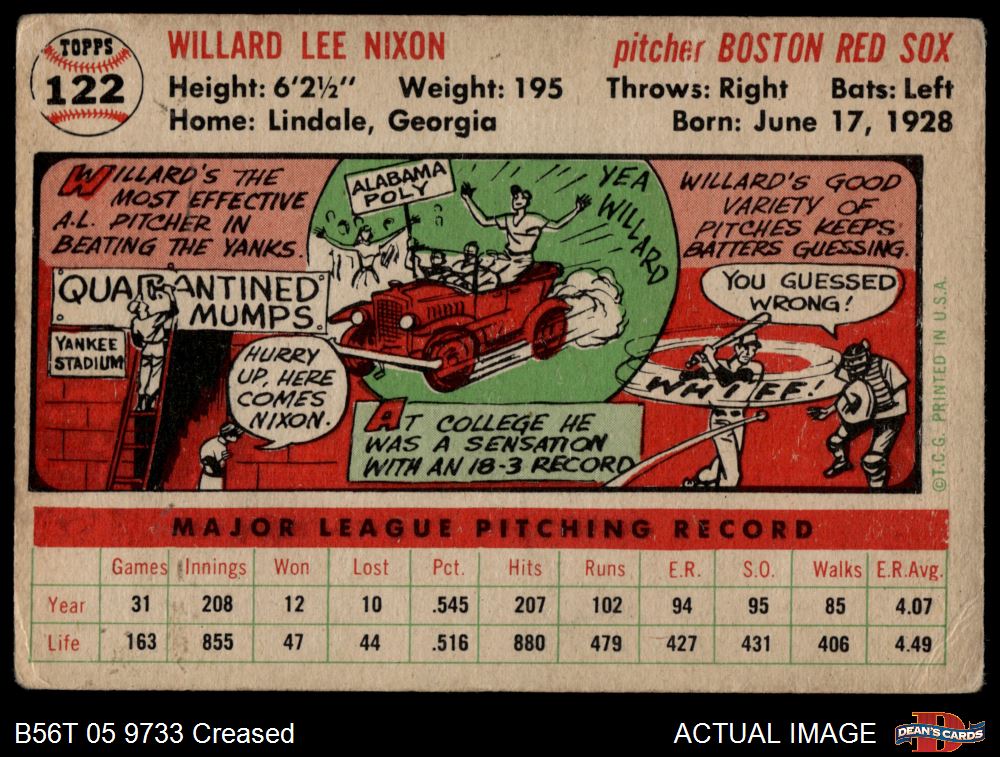 TOPPS
122
WILLARD LEE NIXON
pitcher BOSTON RED SOX
Height: 6'2½" Weight: 195 Throws: Right Bats: Left
Home: Lindale, Georgia Born: June 17, 1928
WILLARD'S THE
MOST EFFECTIVE
A.L. PITCHER IN
BEATING THE YANKS.
QUARANTINED
MUMPS
YANKEE
STADIUM
HURRY
UP, HERE
COMES
NIXON.
ALABAMA
POLY
YEA
WILLARD
AT COLLEGE HE
WAS A SENSATION
WITH AN 18-3 RECORD
WILLARD'S GOOD
VARIETY OF
PITCHES KEEPS
BATTERS GUESSING.
YOU GUESSED
WRONG!
WHIFF!
©T.C.G. PRINTED IN U.S.A.
MAJOR LEAGUE PITCHING RECORD
Games Innings Won Lost Pct. Hits Runs E.R. S.O. Walks E.R.Avg.
Year 31 208 12 10 .545 207 102 94 95 85 4.07
Life 163 855 47 44 .516 880 479 427 431 406 4.49
B56T 05 9733 Creased
ACTUAL IMAGE
D
DEAN'S CARDS